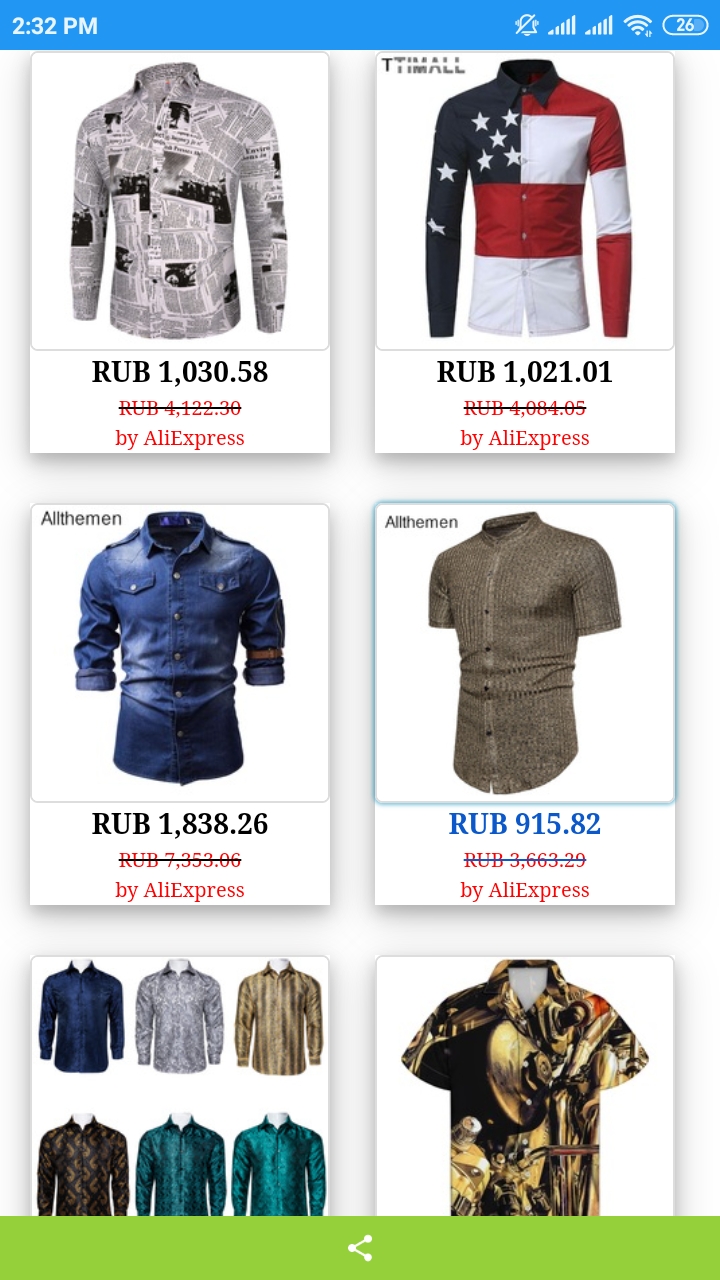 2:32 PM
26
TTIMALL
RUB 1,030.58
RUB 4,122.30
by AliExpress
RUB 1,021.01
RUB 4,084.05
by AliExpress
Allthemen
RUB 1,838.26
RUB 7,353.06
by AliExpress
Allthemen
RUB 915.82
RUB 3,663.29
by AliExpress